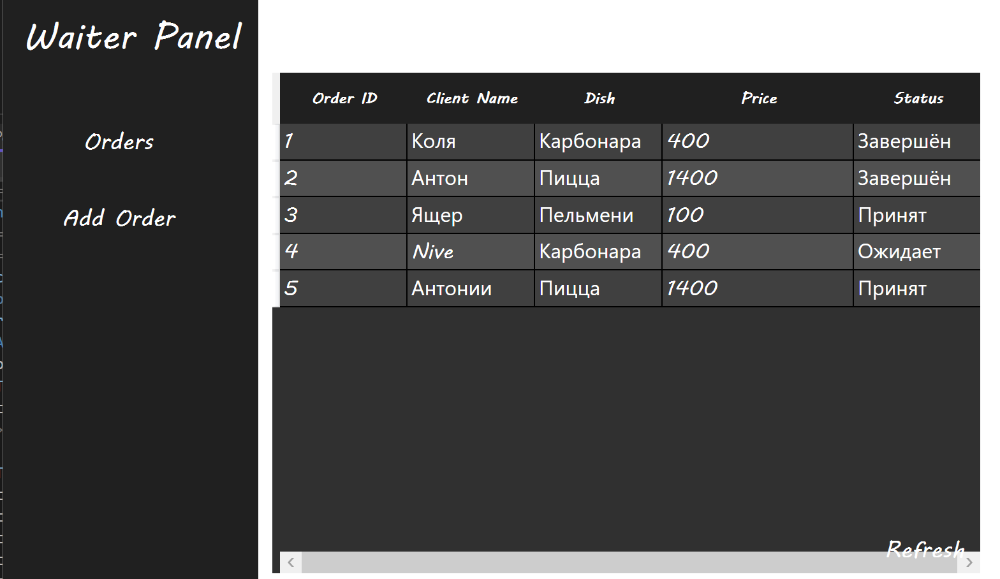 Waiter Panel
Orders
Add Order
Order ID Client Name Dish Price Status
1 Коля Карбонара 400 Завершён
2 Антон Пицца 1400 Завершён
3 Ящер Пельмени 100 Принят
4 Nive Карбонара 400 Ожидает
5 Антонии Пицца 1400 Принят
Refresh